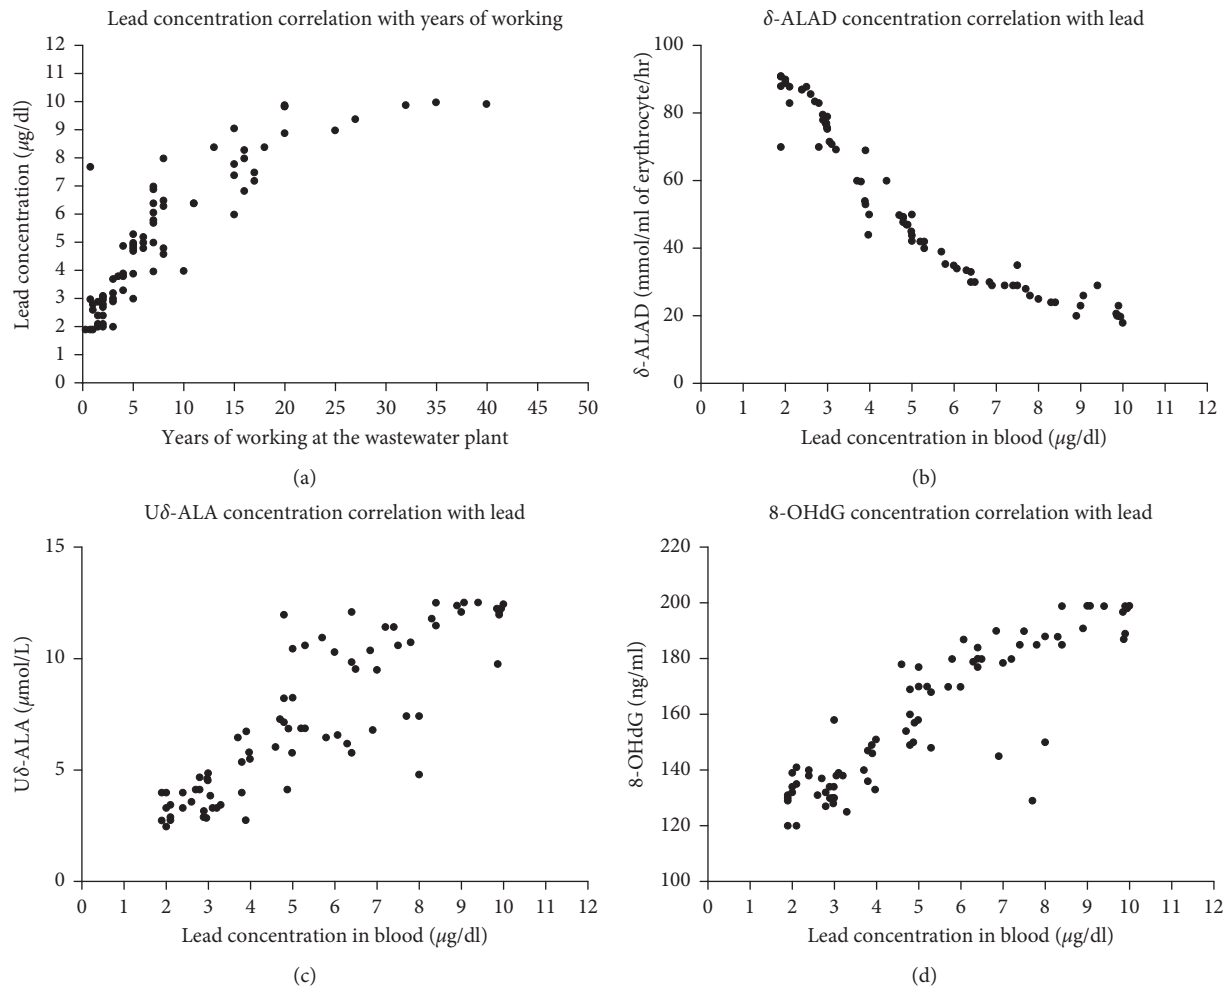 Lead concentration correlation with years of working
12
11
10
9
8
7
6
5
4
3
2
1
0
Lead concentration (μg/dl)
0 5 10 15 20 25 30 35 40 45 50
Years of working at the wastewater plant
(a)
δ-ALAD concentration correlation with lead
100
80
60
40
20
0
δ-ALAD (mmol/ml of erythrocyte/hr)
0 1 2 3 4 5 6 7 8 9 10 11 12
Lead concentration in blood (μg/dl)
(b)
Uδ-ALA concentration correlation with lead
15
10
5
0
Uδ-ALA (μmol/L)
0 1 2 3 4 5 6 7 8 9 10 11 12
Lead concentration in blood (μg/dl)
(c)
8-OHdG concentration correlation with lead
220
200
180
160
140
120
100
8-OHdG (ng/ml)
0 1 2 3 4 5 6 7 8 9 10 11 12
Lead concentration in blood (μg/dl)
(d)